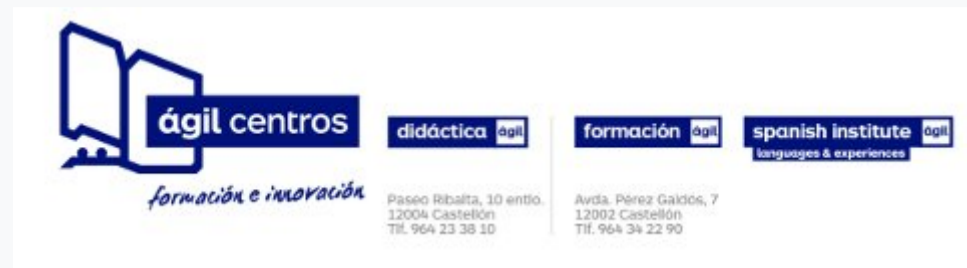 ágil centros
formación e innovación
didáctica ágil
Paseo Ribalta, 10 entlo.
12004 Castellón
Tlf. 964 23 38 10
formación ágil
Avda. Pérez Galdós, 7
12002 Castellón
Tlf. 964 34 22 90
spanish institute ágil
languages & experiences